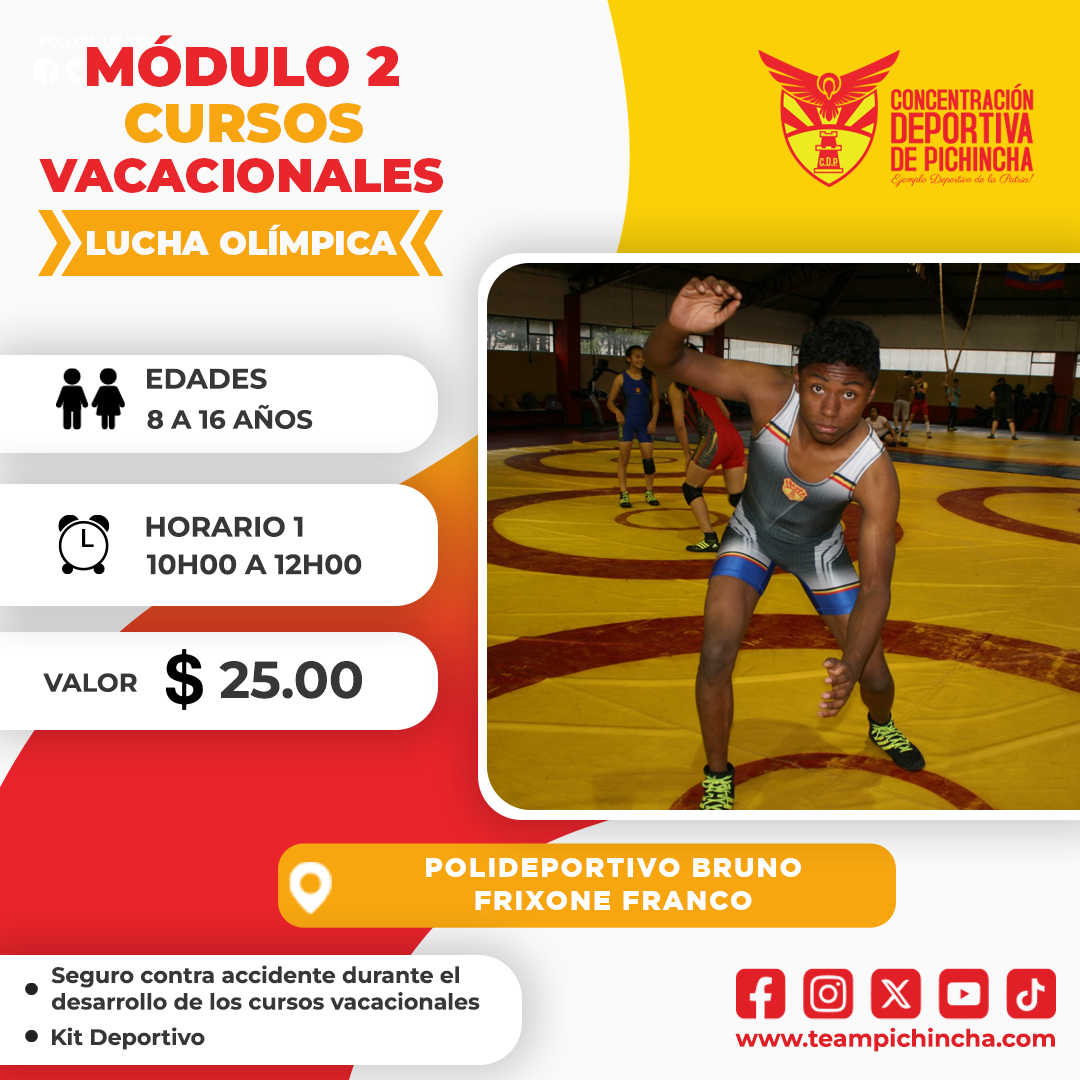 MÓDULO 2
CURSOS
VACACIONALES
LUCHA OLÍMPICA
CONCENTRACIÓN
DEPORTIVA
DE PICHINCHA
Ejemplo Deportivo de la Patria!
C.D.P.
EDADES
8 A 16 AÑOS
HORARIO 1
10H00 A 12H00
VALOR $ 25.00
POLIDEPORTIVO BRUNO
FRIXONE FRANCO
• Seguro contra accidente durante el
desarrollo de los cursos vacacionales
• Kit Deportivo
www.teampichincha.com